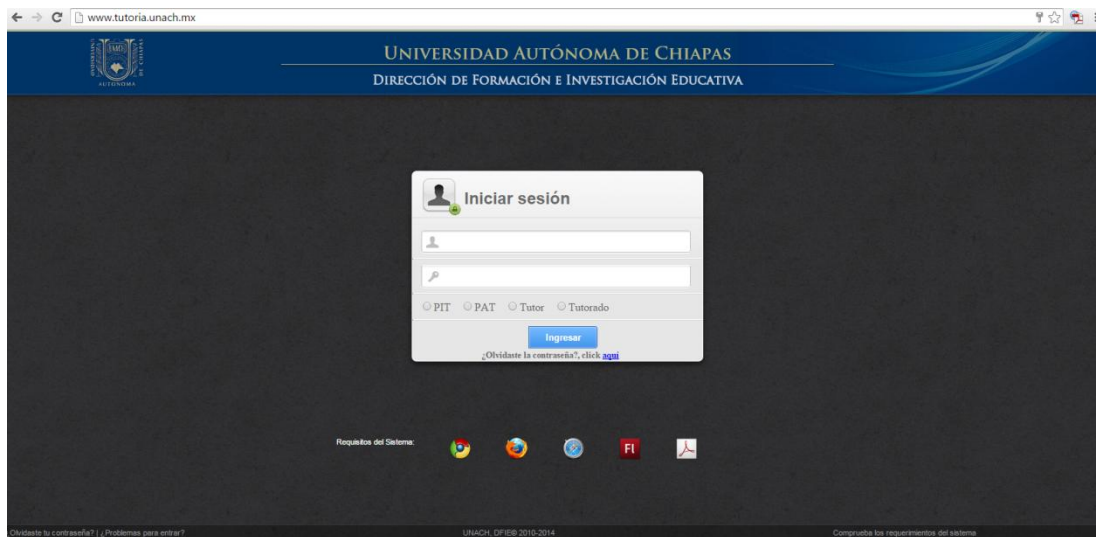 www.tutoria.unach.mx
UNIVERSIDAD AUTÓNOMA DE CHIAPAS
DIRECCIÓN DE FORMACIÓN E INVESTIGACIÓN EDUCATIVA
AUTONOMA
Iniciar sesión
PIT PAT Tutor Tutorado
Ingresar
¿Olvidaste la contraseña?, click aquí
Requisitos del Sistema:
FL
Olvidaste tu contraseña? | ¿Problemas para entrar? UNACH, DFIE® 2010-2014 Comprueba los requerimientos del sistema